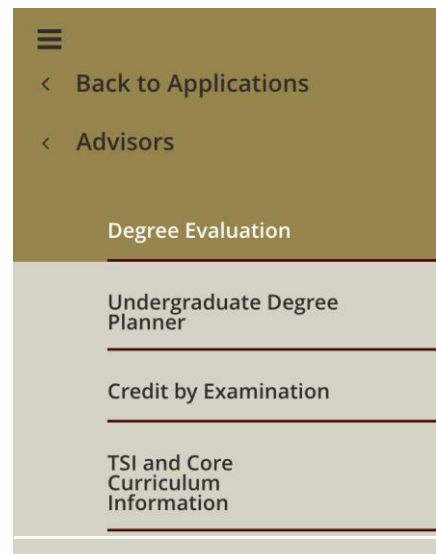 Back to Applications
Advisors
Degree Evaluation
Undergraduate Degree
Planner
Credit by Examination
TSI and Core
Curriculum
Information